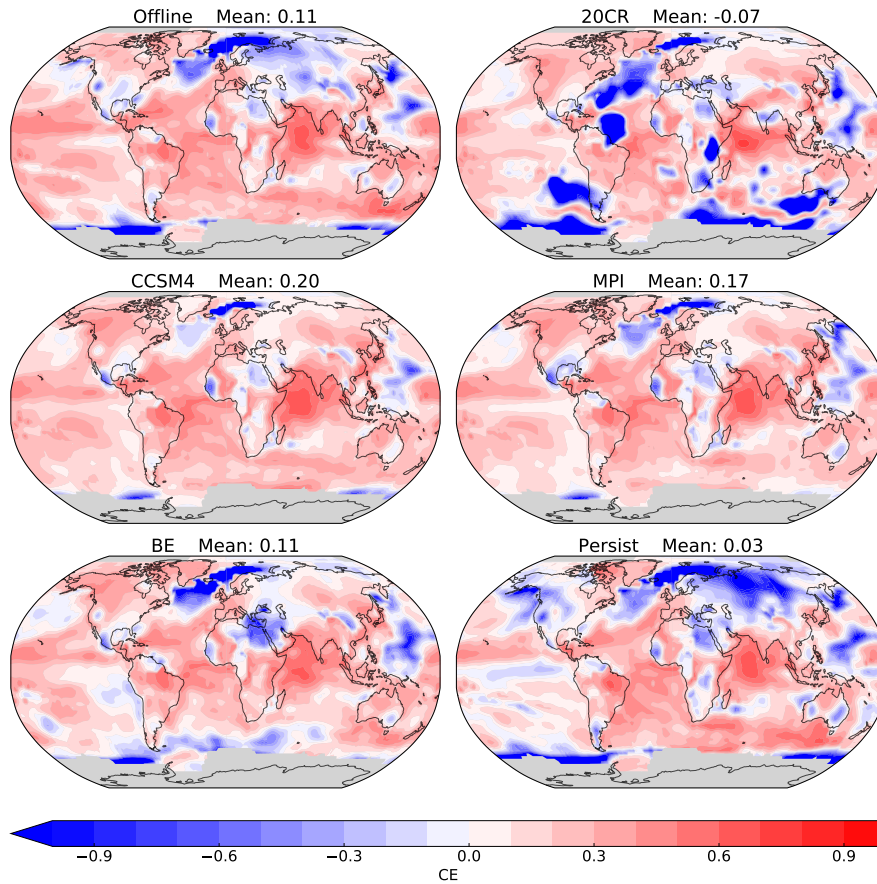 Offline Mean: 0.11
20CR Mean: -0.07
CCSM4 Mean: 0.20
MPI Mean: 0.17
BE Mean: 0.11
Persist Mean: 0.03
−0.9 −0.6 −0.3 0.0 0.3 0.6 0.9
CE